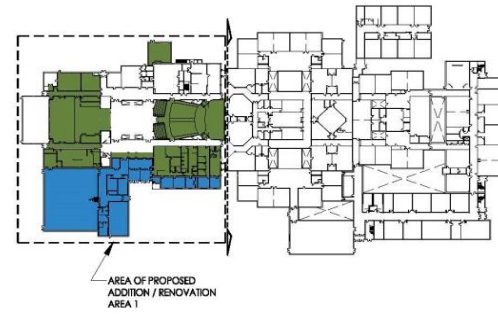 AREA OF PROPOSED
ADDITION / RENOVATION
AREA 1